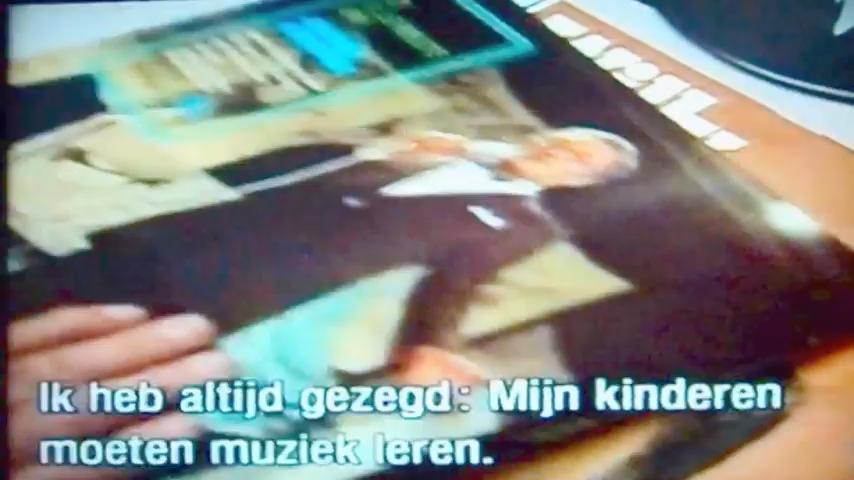 Ik heb altijd gezegd: Mijn kinderen
moeten muziek leren.